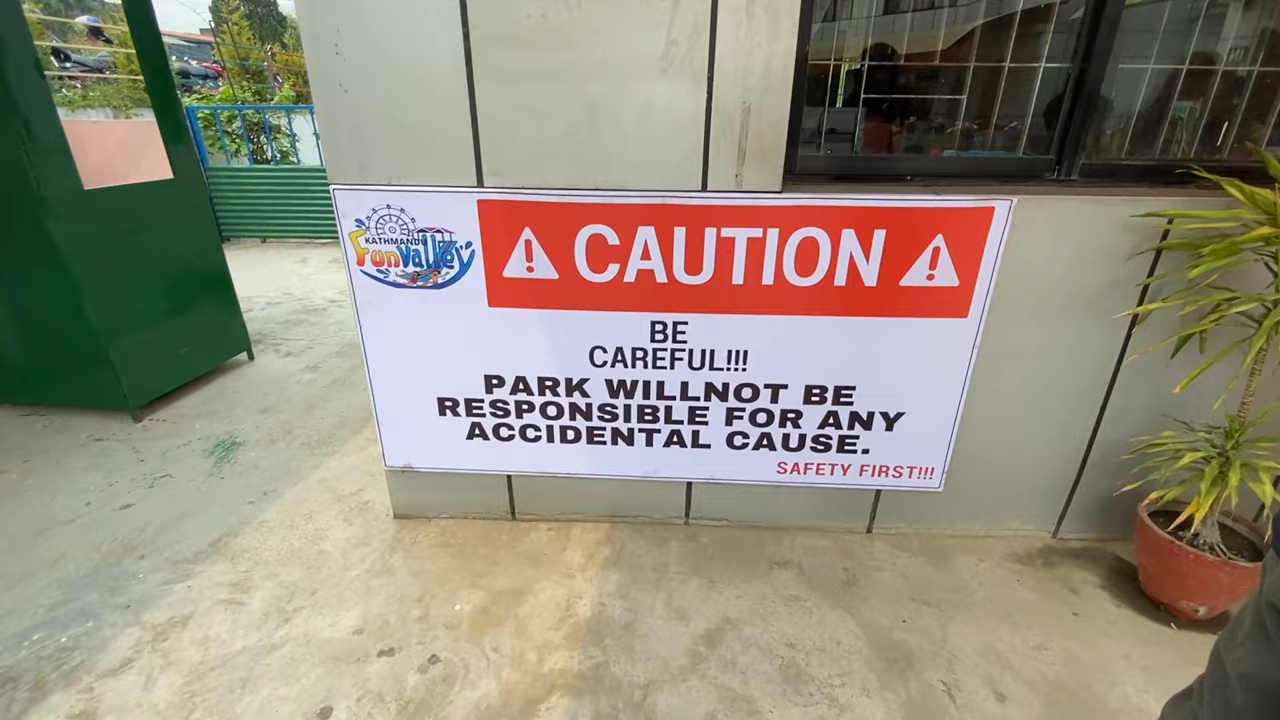 KATHMANDU
Fun Valley
CAUTION
BE
CAREFUL!!!
PARK WILLNOT BE
RESPONSIBLE FOR ANY
ACCIDENTAL CAUSE.
SAFETY FIRST!!!